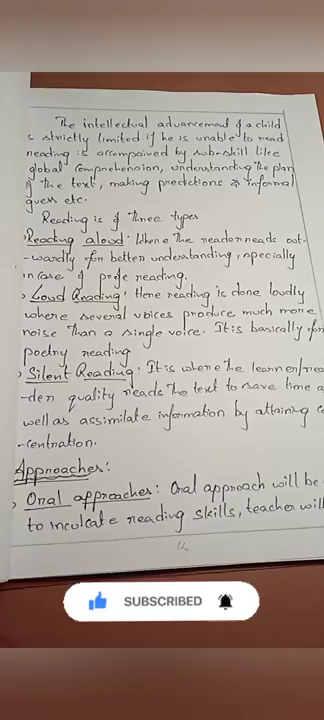 The intellectual advancement of a child
is strictly limited if he is unable to read
reading is accompained by sub-skill like
global comprehension, understanding the plan
of the text, making predictions & informal
guess etc.
Reading is of three types
Reading aloud: Where the reader reads out-
-wardly for better understanding, specially
in case of prose reading.
Loud Reading: Here reading is done loudly
where several voices produce much more
noise than a single voice. It is basically for
poetry reading
Silent Reading: It is where the learner/rea-
-der quality reads the text to save time a
well as assimilate information by attaining c
-centration.
Approaches:
Oral approaches: Oral approach will be
to inculcate reading skills, teacher will
SUBSCRIBED